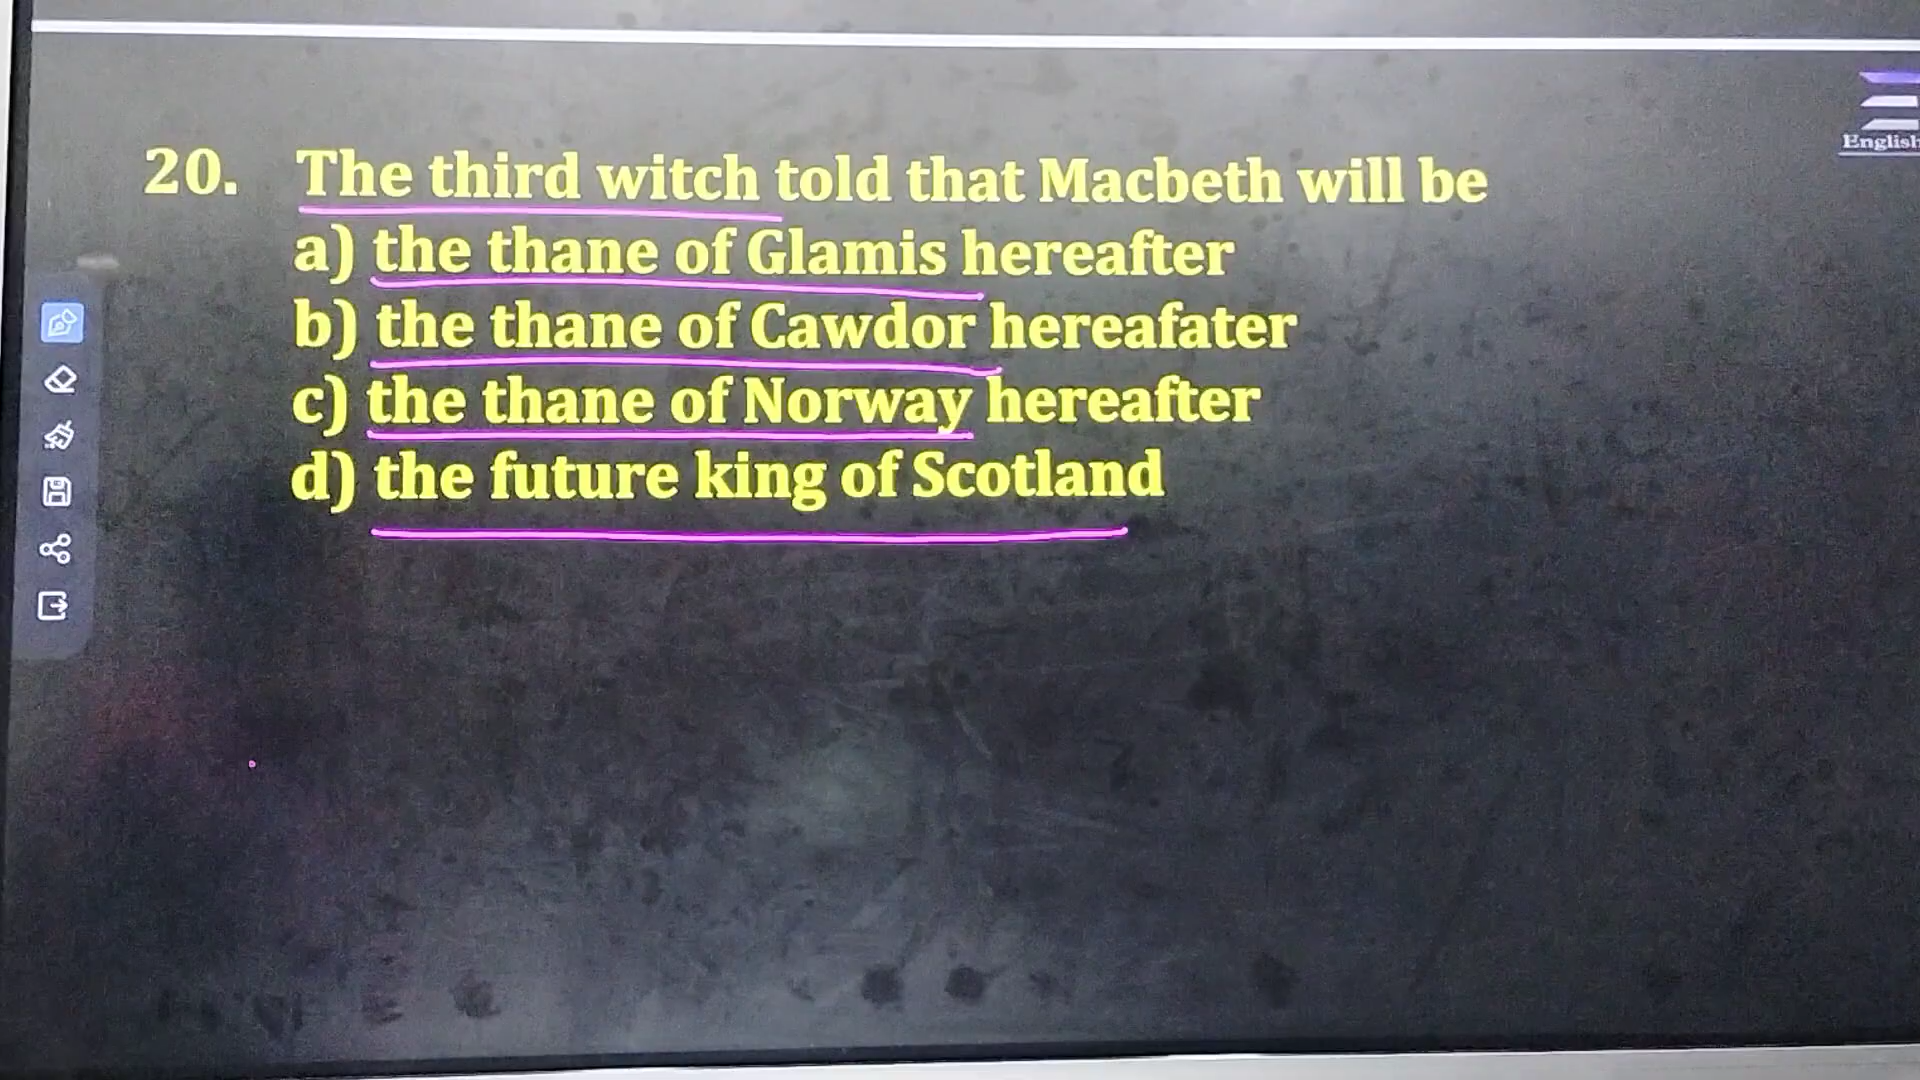 English
20. The third witch told that Macbeth will be
a) the thane of Glamis hereafter
b) the thane of Cawdor hereafater
c) the thane of Norway hereafter
d) the future king of Scotland